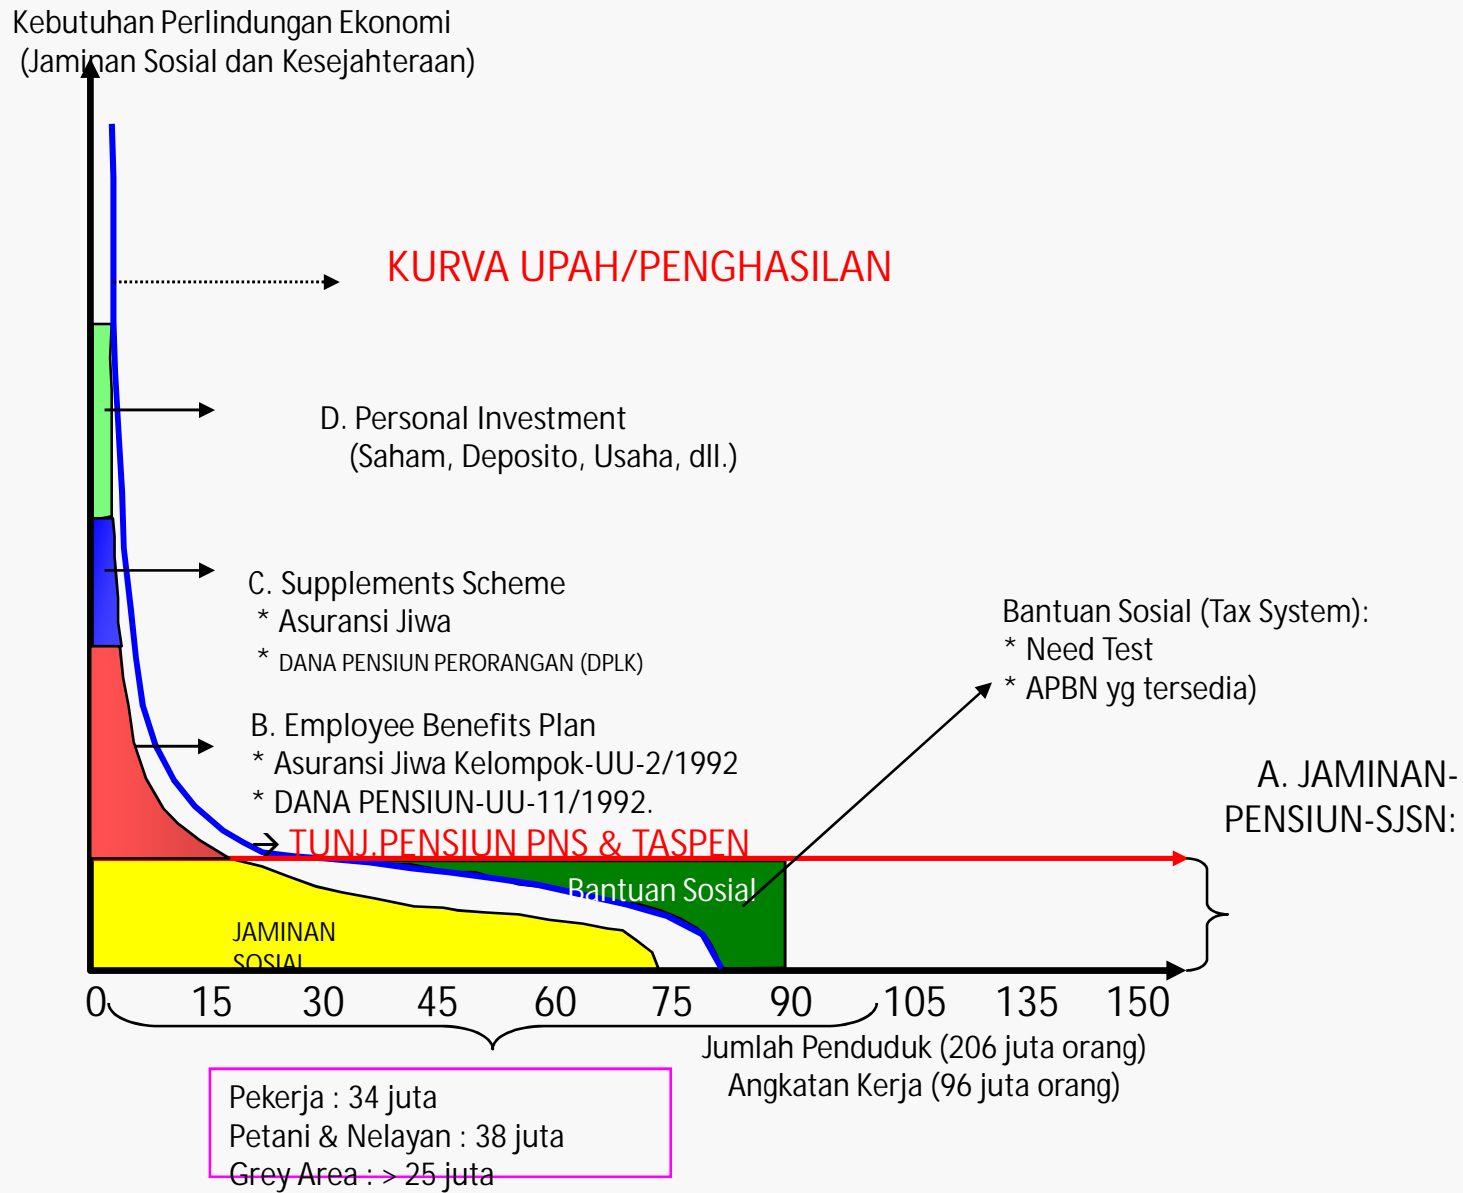 Kebutuhan Perlindungan Ekonomi
(Jaminan Sosial dan Kesejahteraan)
KURVA UPAH/PENGHASILAN
D. Personal Investment
(Saham, Deposito, Usaha, dll.)
C. Supplements Scheme
* Asuransi Jiwa
* DANA PENSIUN PERORANGAN (DPLK)
Bantuan Sosial (Tax System):
* Need Test
* APBN yg tersedia)
B. Employee Benefits Plan
* Asuransi Jiwa Kelompok-UU-2/1992
* DANA PENSIUN-UU-11/1992.
→ TUNJ.PENSIUN PNS & TASPEN
A. JAMINAN-
PENSIUN-SJSN:
Bantuan Sosial
JAMINAN
SOSIAL
0 15 30 45 60 75 90 105 135 150
Jumlah Penduduk (206 juta orang)
Angkatan Kerja (96 juta orang)
Pekerja : 34 juta
Petani & Nelayan : 38 juta
Grey Area : > 25 juta